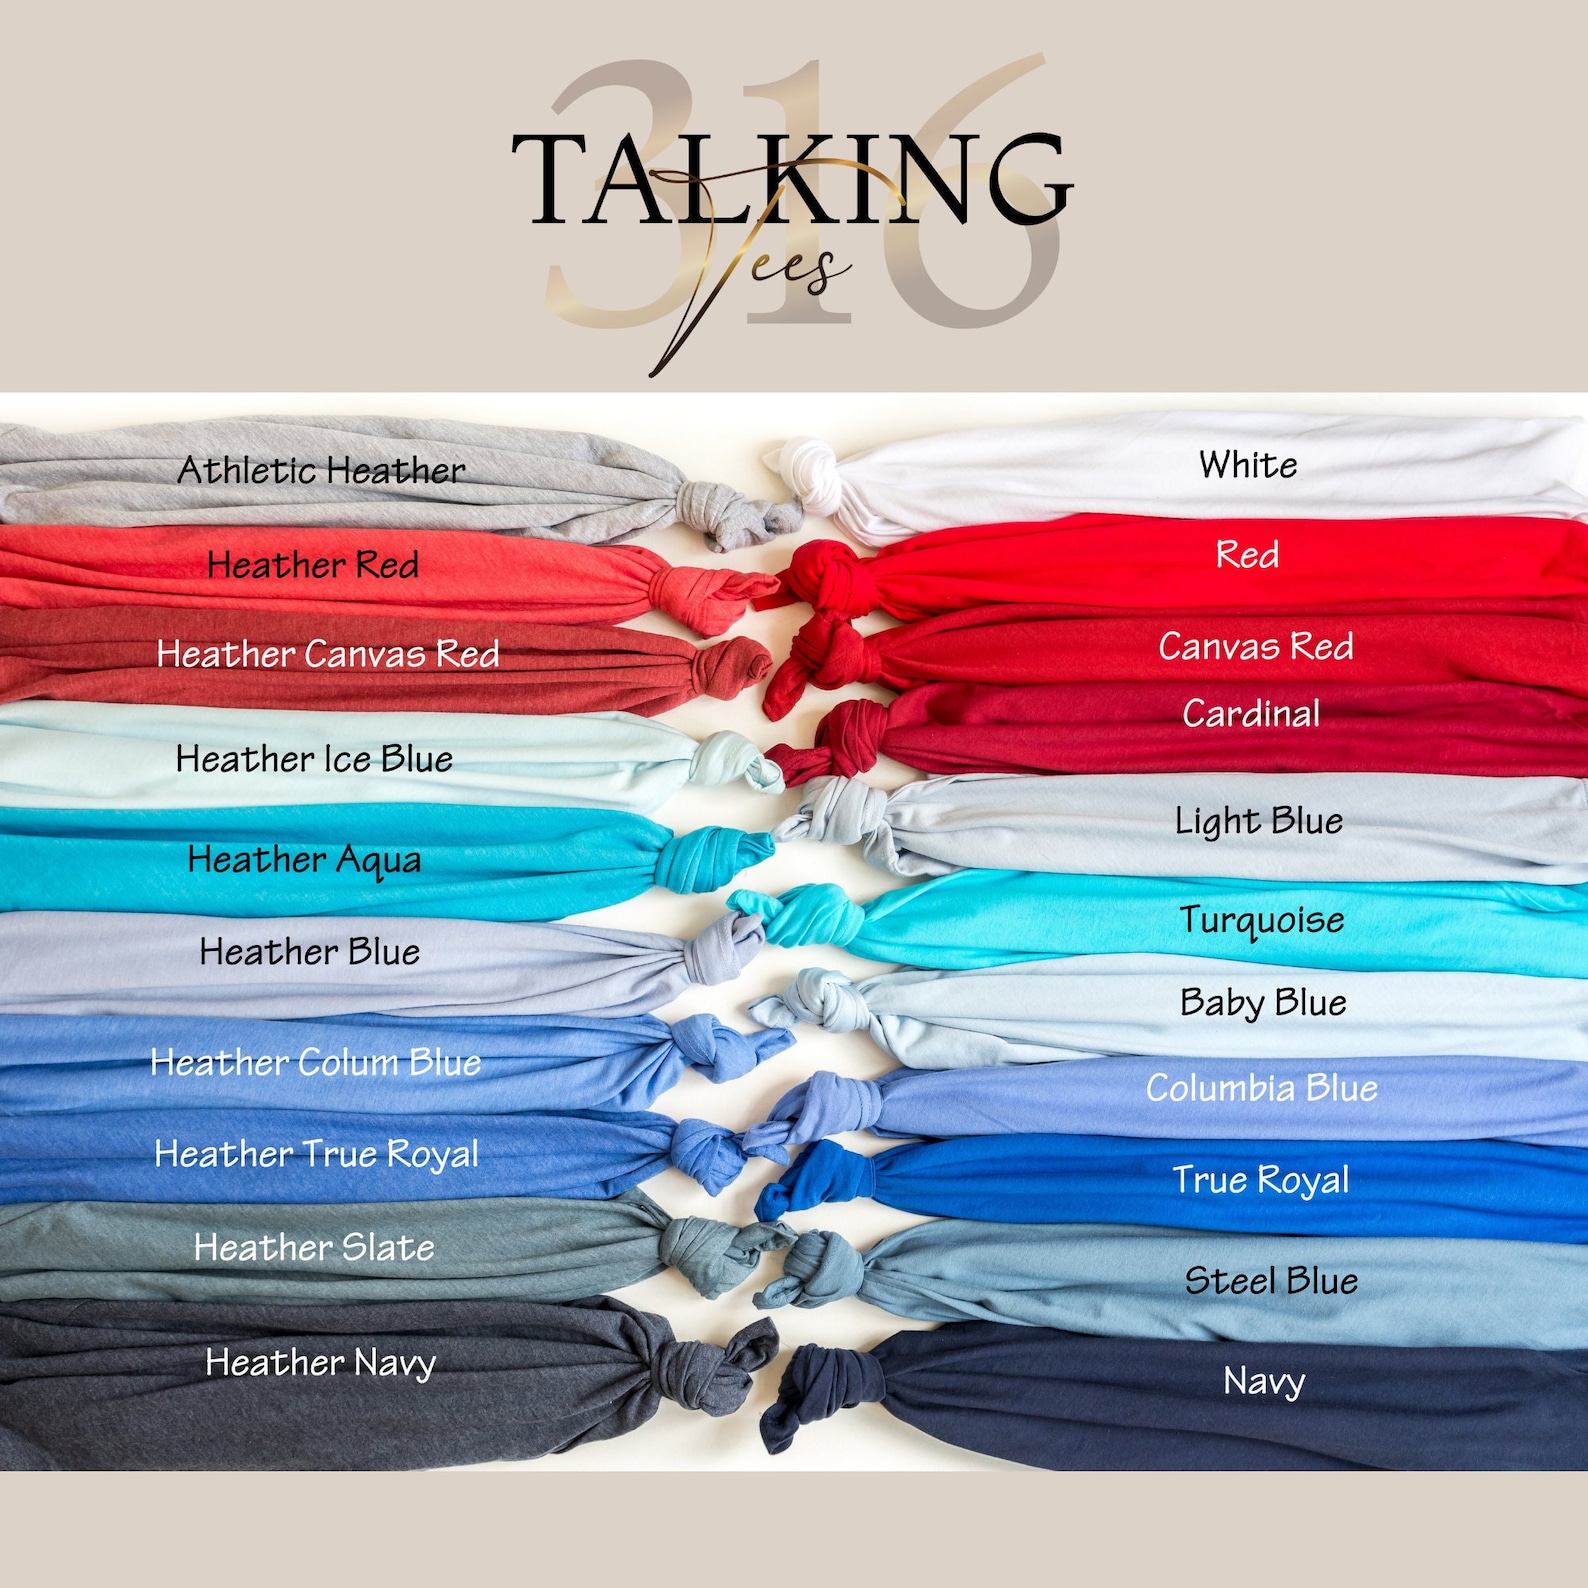 316
TALKING
Tees
Athletic Heather
White
Heather Red
Red
Heather Canvas Red
Canvas Red
Cardinal
Heather Ice Blue
Light Blue
Heather Aqua
Turquoise
Heather Blue
Baby Blue
Heather Colum Blue
Columbia Blue
Heather True Royal
True Royal
Heather Slate
Steel Blue
Heather Navy
Navy